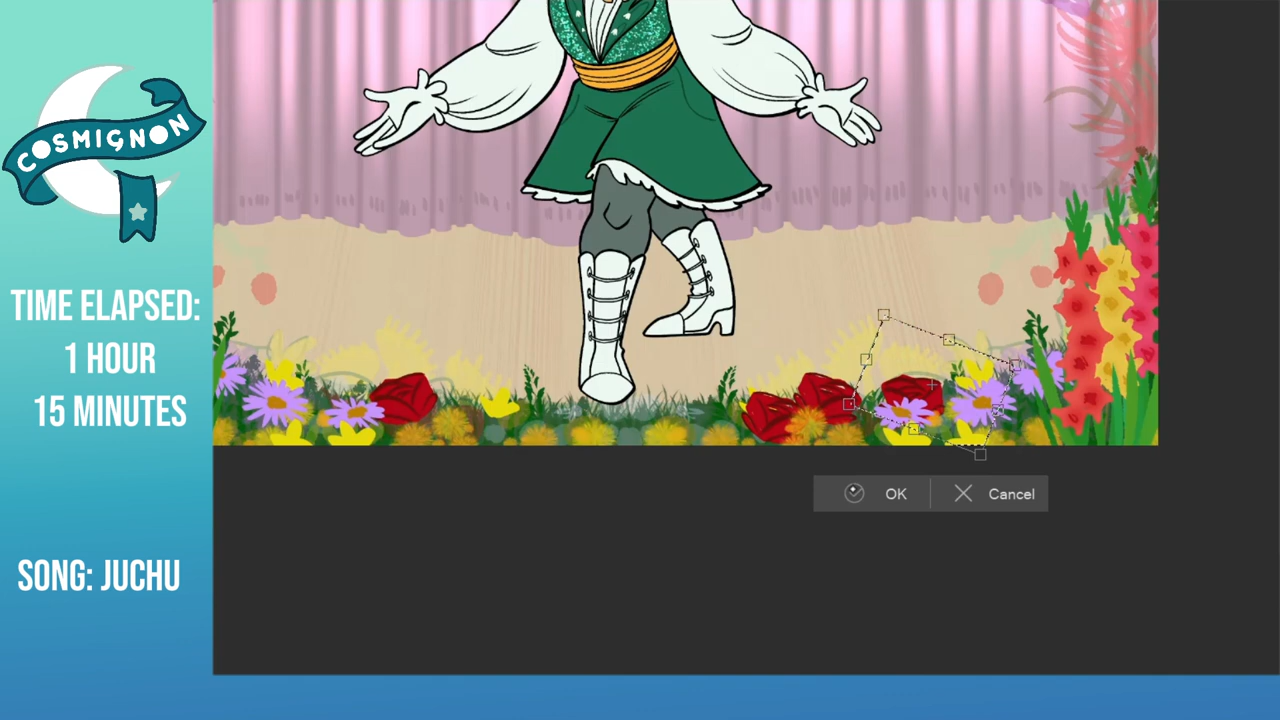 COSMIGNON
TIME ELAPSED:
1 HOUR
15 MINUTES
SONG: JUCHU
OK
Cancel